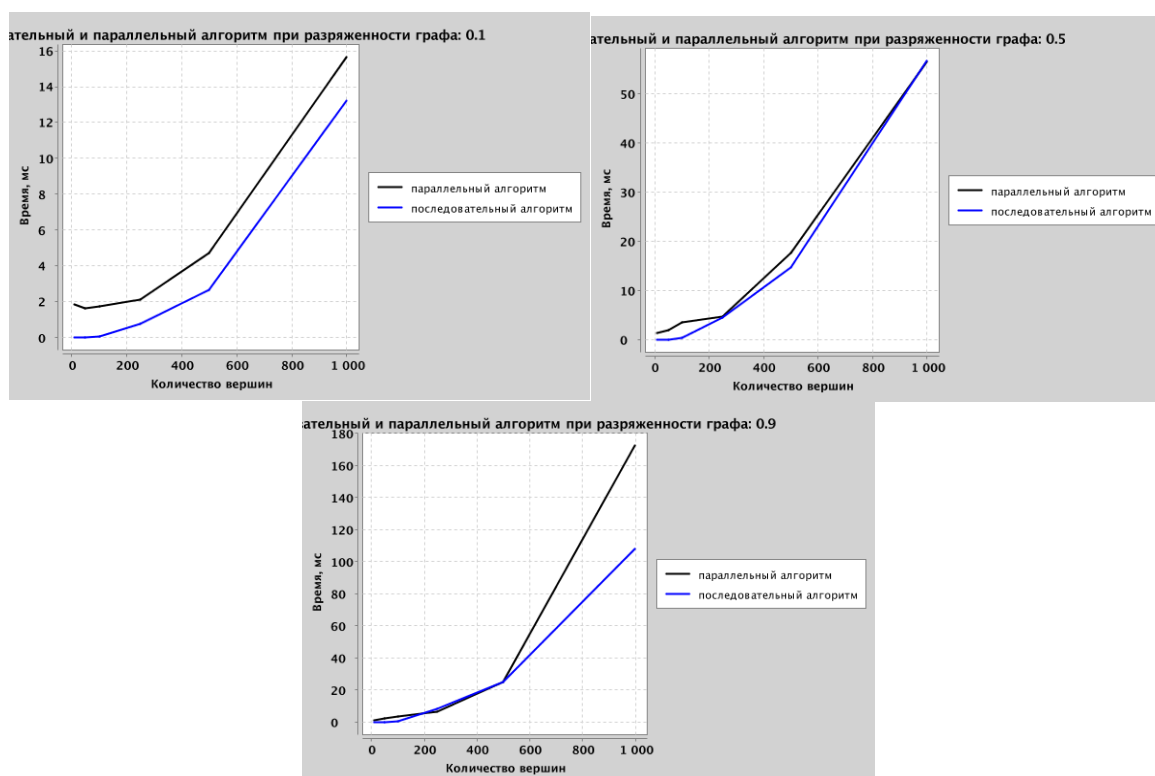 ательный и параллельный алгоритм при разряженности графа: 0.1
16
14
12
10
8
6
4
2
0
Время, мс
0 200 400 600 800 1 000
Количество вершин
параллельный алгоритм
последовательный алгоритм
ательный и параллельный алгоритм при разряженности графа: 0.5
50
40
30
20
10
0
Время, мс
0 200 400 600 800 1 000
Количество вершин
параллельный алгоритм
последовательный алгоритм
ательный и параллельный алгоритм при разряженности графа: 0.9
180
160
140
120
100
80
60
40
20
0
Время, мс
0 200 400 600 800 1 000
Количество вершин
параллельный алгоритм
последовательный алгоритм